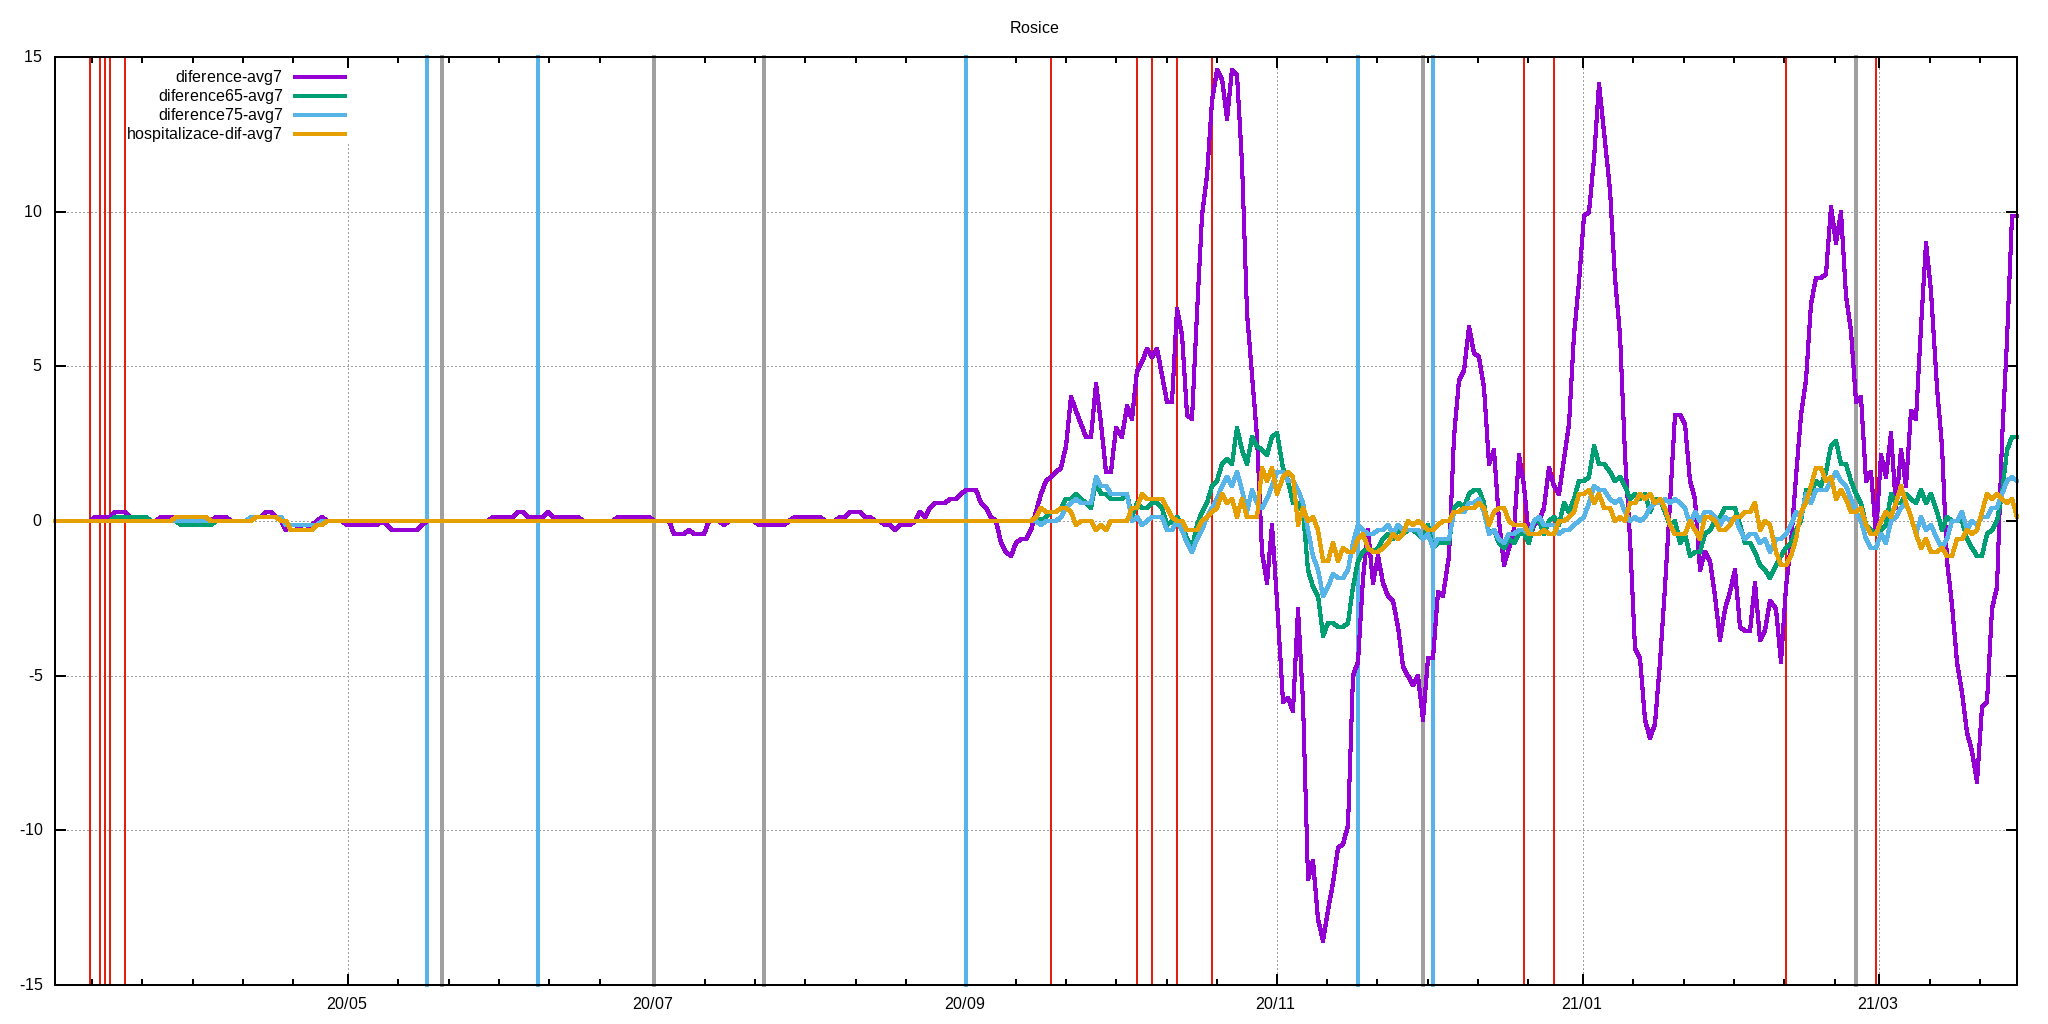 Rosice
15
diference-avg7
diference65-avg7
diference75-avg7
hospitalizace-dif-avg7
10
5
0
-5
-10
-15
20/05
20/07
20/09
20/11
21/01
21/03